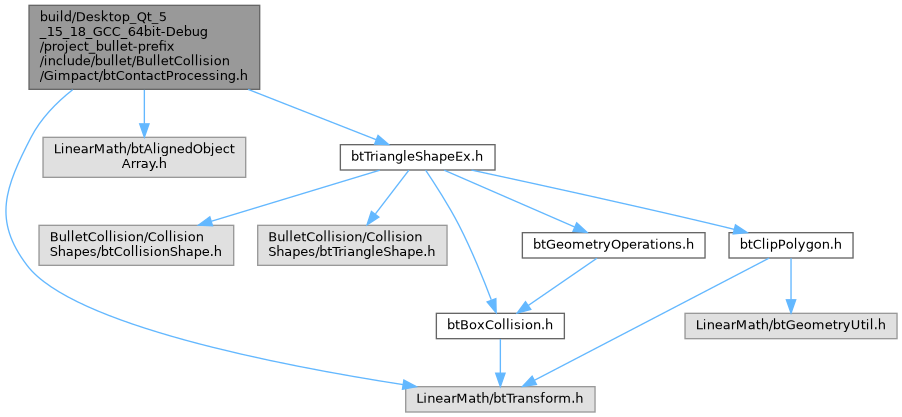 build/Desktop_Qt_5
_15_18_GCC_64bit-Debug
/project_bullet-prefix
/include/bullet/BulletCollision
/Gimpact/btContactProcessing.h
LinearMath/btAlignedObject
Array.h
btTriangleShapeEx.h
BulletCollision/Collision
Shapes/btCollisionShape.h
BulletCollision/Collision
Shapes/btTriangleShape.h
btGeometryOperations.h
btClipPolygon.h
btBoxCollision.h
LinearMath/btGeometryUtil.h
LinearMath/btTransform.h